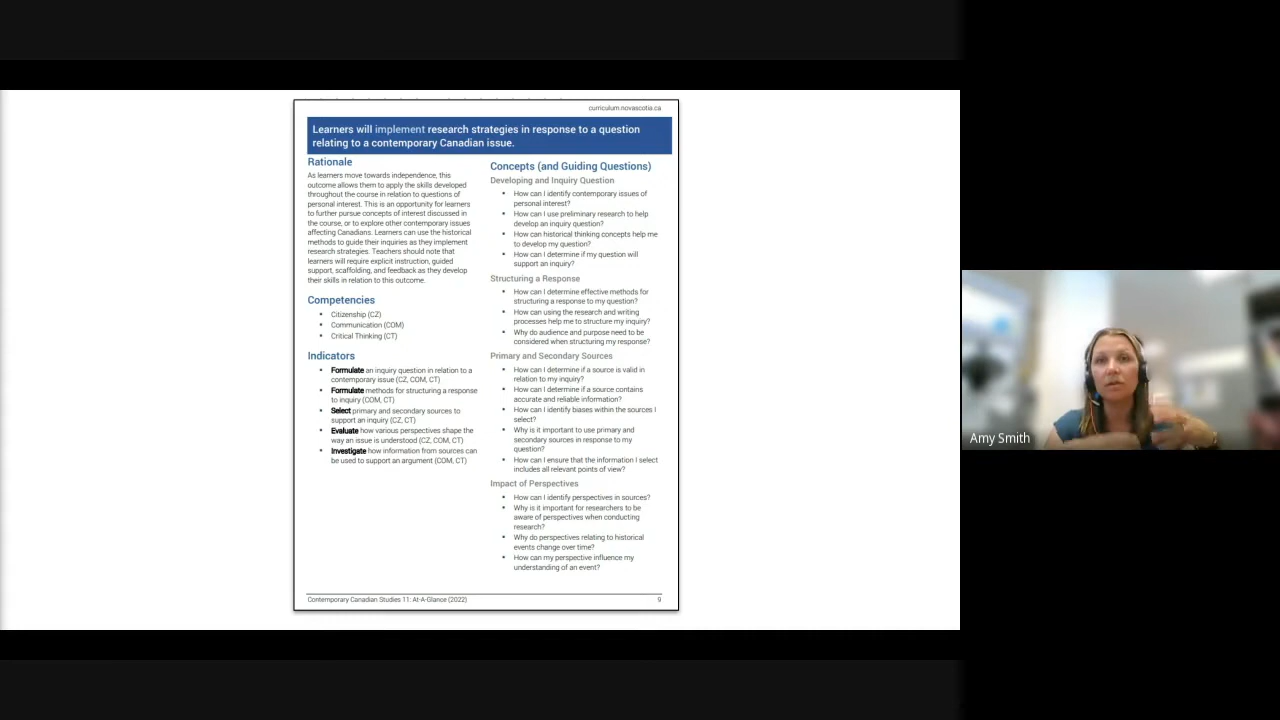 curriculum.novascotia.ca
Learners will implement research strategies in response to a question
relating to a contemporary Canadian issue.
Rationale
As learners move towards independence, this
outcome allows them to apply the skills developed
throughout the course in relation to questions of
personal interest. This is an opportunity for learners
to further pursue concepts of interest discussed in
the course, or to explore other contemporary issues
affecting Canadians. Learners can use the historical
methods to guide their inquiries as they implement
research strategies. Teachers should note that
learners will require explicit instruction, guided
support, scaffolding, and feedback as they develop
their skills in relation to this outcome.
Competencies
• Citizenship (CZ)
• Communication (COM)
• Critical Thinking (CT)
Indicators
• Formulate an inquiry question in relation to a
contemporary issue (CZ, COM, CT)
• Formulate methods for structuring a response
to inquiry (COM, CT)
• Select primary and secondary sources to
support an inquiry (CZ, CT)
• Evaluate how various perspectives shape the
way an issue is understood (CZ, COM, CT)
• Investigate how information from sources can
be used to support an argument (COM, CT)
Concepts (and Guiding Questions)
Developing and Inquiry Question
• How can I identify contemporary issues of
personal interest?
• How can I use preliminary research to help
develop an inquiry question?
• How can historical thinking concepts help me
to develop my question?
• How can I determine if my question will
support an inquiry?
Structuring a Response
• How can I determine effective methods for
structuring a response to my question?
• How can using the research and writing
processes help me to structure my inquiry?
• Why do audience and purpose need to be
considered when structuring my response?
Primary and Secondary Sources
• How can I determine if a source is valid in
relation to my inquiry?
• How can I determine if a source contains
accurate and reliable information?
• How can I identify biases within the sources I
select?
• Why is it important to use primary and
secondary sources in response to my
question?
• How can I ensure that the information I select
includes all relevant points of view?
Impact of Perspectives
• How can I identify perspectives in sources?
• Why is it important for researchers to be
aware of perspectives when conducting
research?
• Why do perspectives relating to historical
events change over time?
• How can my perspective influence my
understanding of an event?
Contemporary Canadian Studies 11: At-A-Glance (2022)
9
Amy Smith